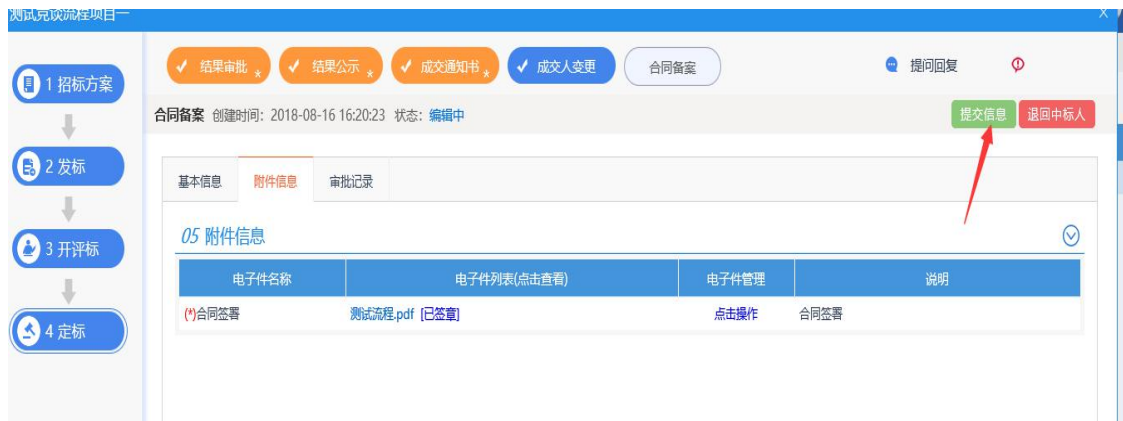 测试竞谈流程项目一
X
1 招标方案
2 发标
3 开评标
4 定标
结果审批 * 结果公示 * 成交通知书 * 成交人变更 合同备案 提问回复
合同备案 创建时间：2018-08-16 16:20:23 状态：编辑中 提交信息 退回中标人
基本信息 附件信息 审批记录
05 附件信息
电子件名称 电子件列表(点击查看) 电子件管理 说明
(*)合同签署 测试流程.pdf [已签章] 点击操作 合同签署